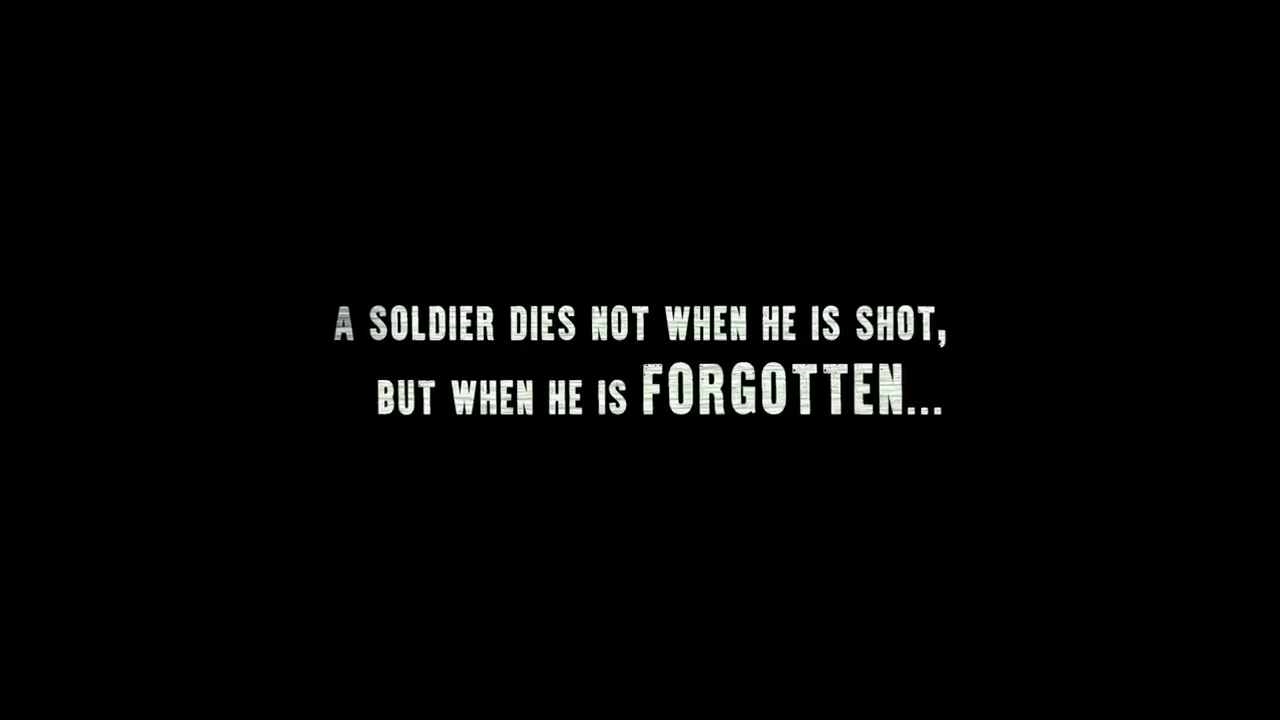 A SOLDIER DIES NOT WHEN HE IS SHOT,
BUT WHEN HE IS FORGOTTEN...